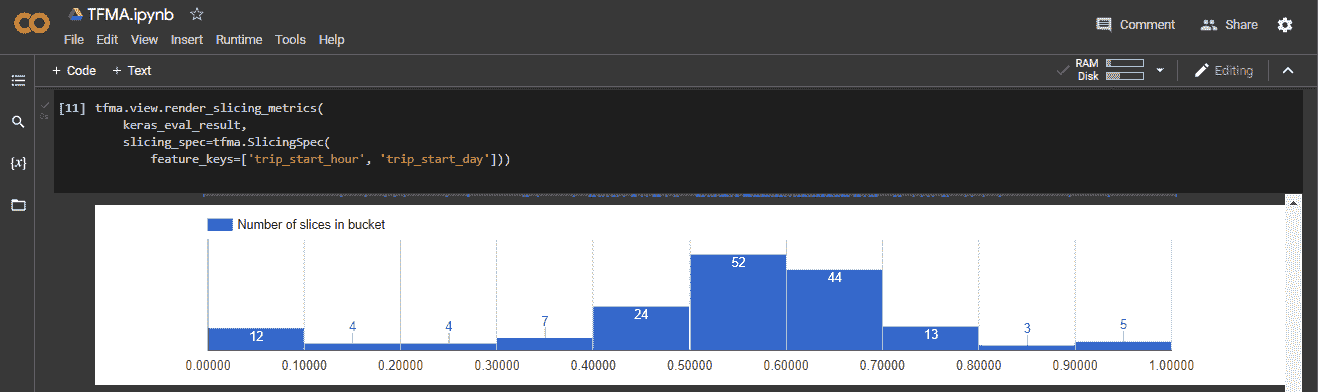 TFMA.ipynb
File Edit View Insert Runtime Tools Help
Comment Share
+ Code + Text
RAM
Disk
Editing
{x}
[11] tfma.view.render_slicing_metrics(
0s
keras_eval_result,
slicing_spec=tfma.SlicingSpec(
feature_keys=['trip_start_hour', 'trip_start_day']))
Number of slices in bucket
12 4 4 7 24 52 44 13 3 5
0.00000 0.10000 0.20000 0.30000 0.40000 0.50000 0.60000 0.70000 0.80000 0.90000 1.00000